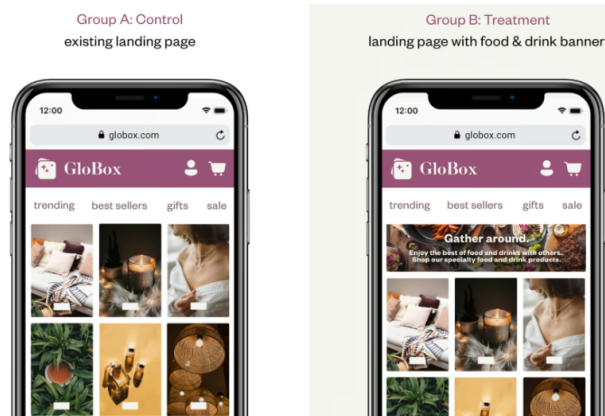 Group A: Control
existing landing page
12:00
globox.com
GloBox
trending best sellers gifts sale
Group B: Treatment
landing page with food & drink banner
12:00
globox.com
GloBox
trending best sellers gifts sale
Gather around.
Enjoy the best of food and drinks with others.
Shop our specialty food and drink products.